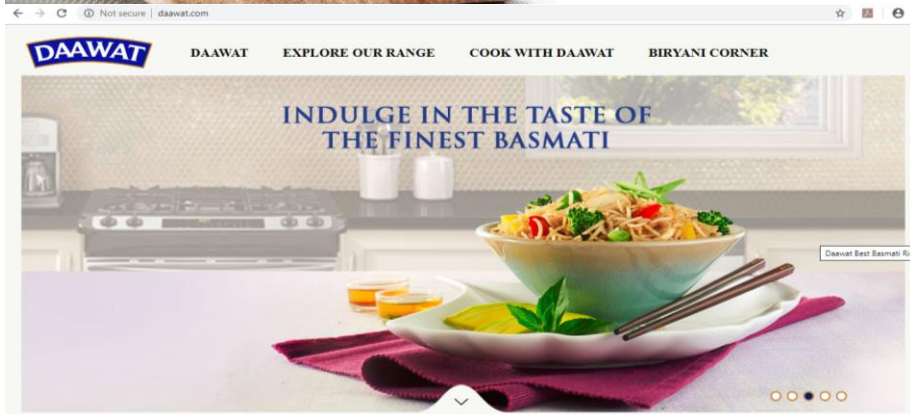 Not secure | daawat.com
DAAWAT
DAAWAT EXPLORE OUR RANGE COOK WITH DAAWAT BIRYANI CORNER
INDULGE IN THE TASTE OF
THE FINEST BASMATI
Daawat Best Basmati